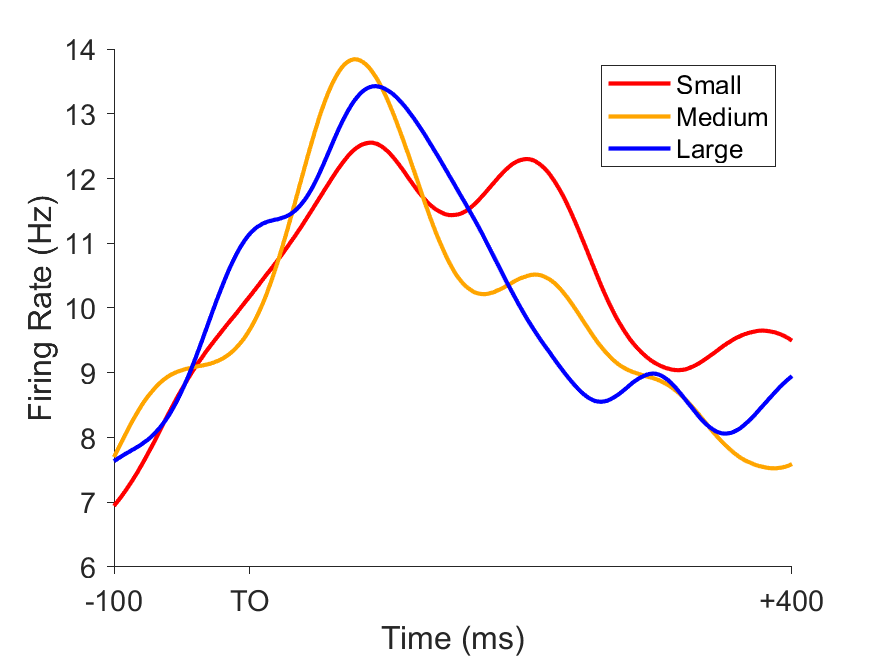 14
13
12
11
10
9
8
7
6
Firing Rate (Hz)
Small
Medium
Large
-100 TO +400
Time (ms)